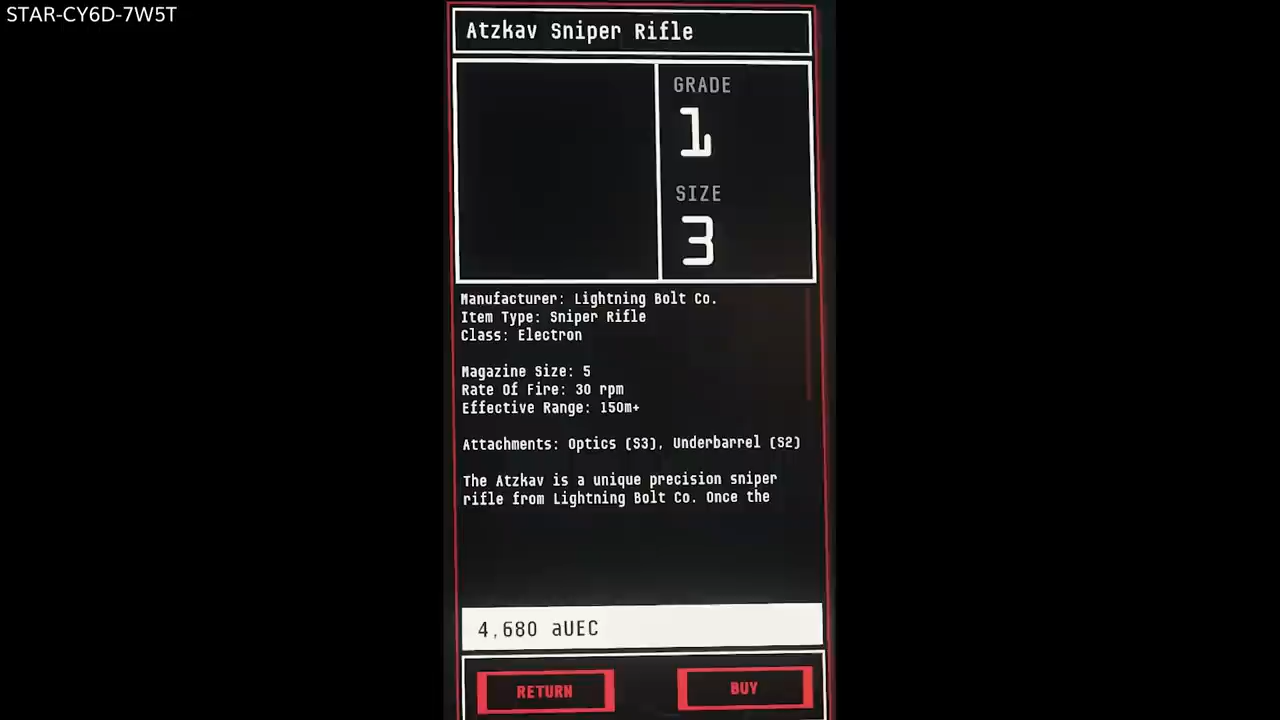 STAR-CY6D-7W5T
Atzkav Sniper Rifle
GRADE
1
SIZE
3
Manufacturer: Lightning Bolt Co.
Item Type: Sniper Rifle
Class: Electron
Magazine Size: 5
Rate Of Fire: 30 rpm
Effective Range: 150m+
Attachments: Optics (S3), Underbarrel (S2)
The Atzkav is a unique precision sniper
rifle from Lightning Bolt Co. Once the
4,680 aUEC
RETURN
BUY